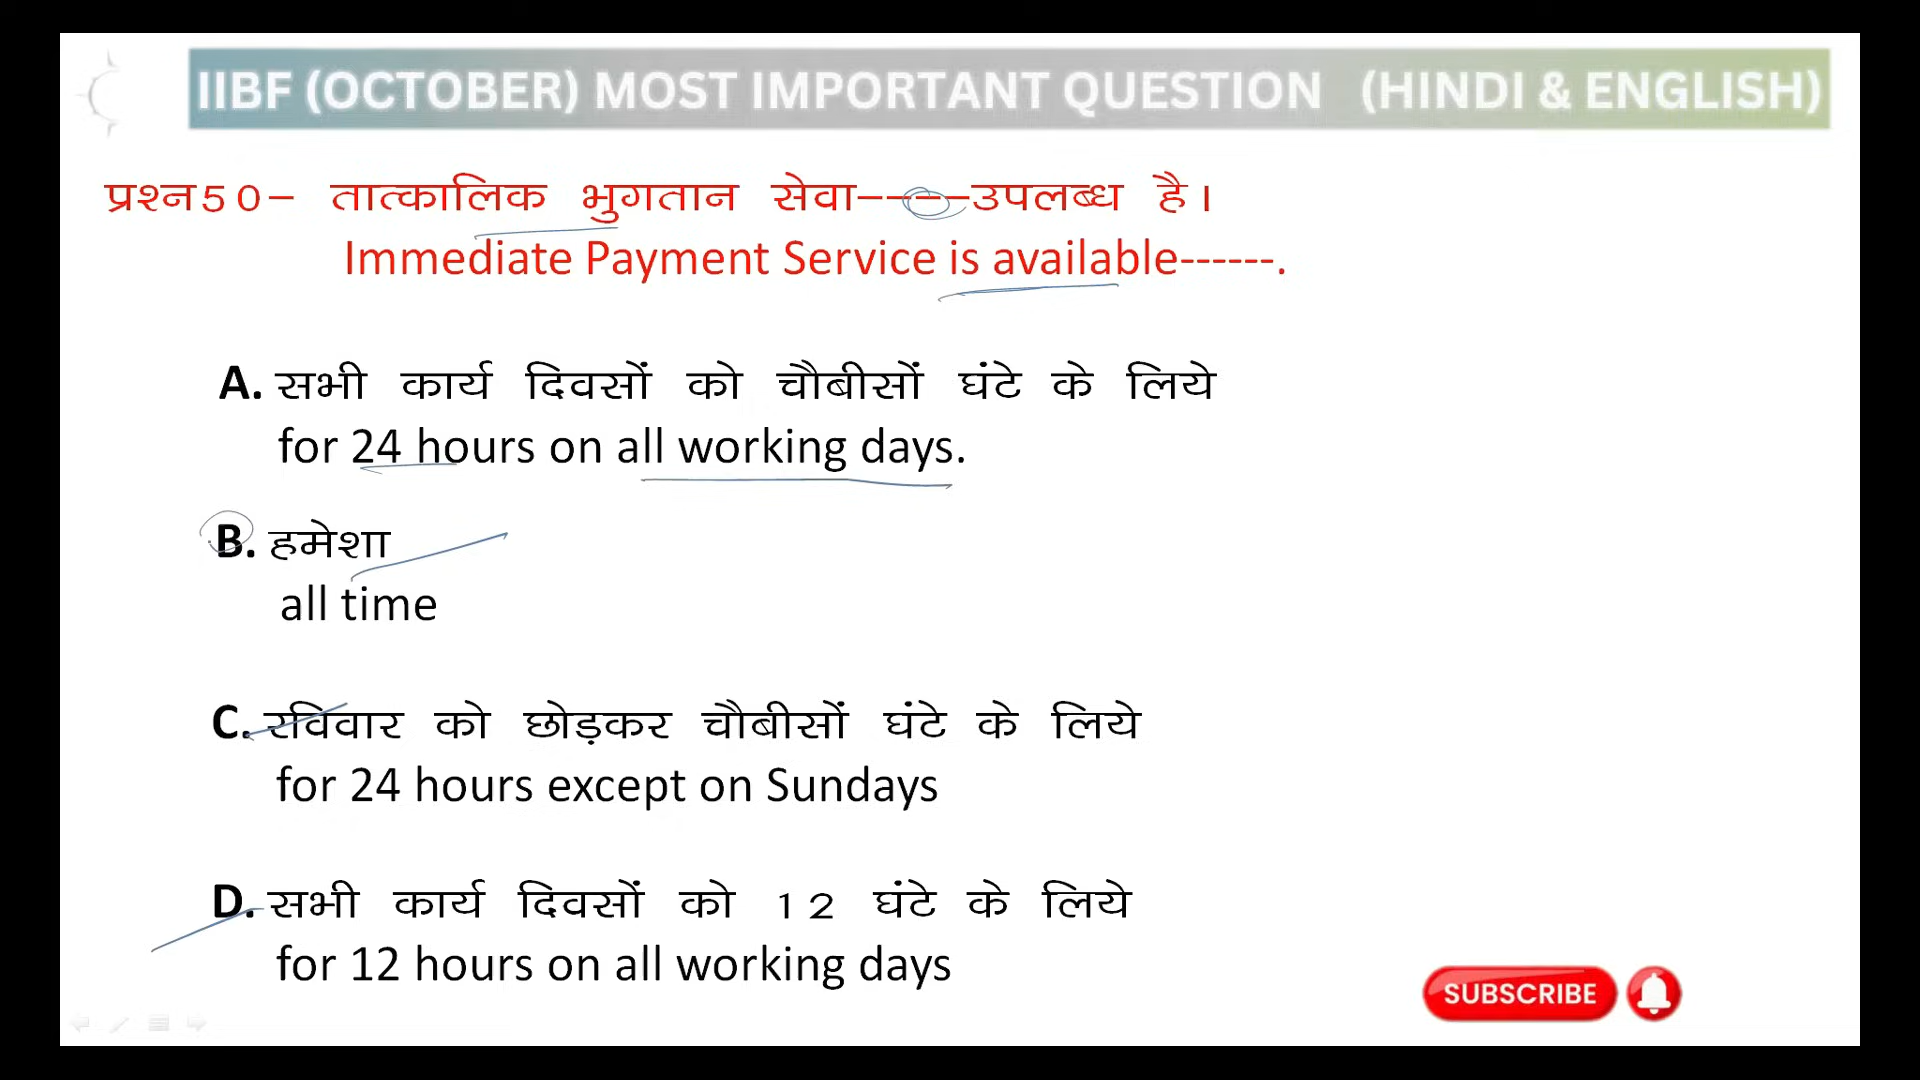 IIBF (OCTOBER) MOST IMPORTANT QUESTION (HINDI & ENGLISH)
प्रश्न50- तात्कालिक भुगतान सेवा----उपलब्ध है।
Immediate Payment Service is available------.
A. सभी कार्य दिवसों को चौबीसों घंटे के लिये
for 24 hours on all working days.
B. हमेशा
all time
C. रविवार को छोड़कर चौबीसों घंटे के लिये
for 24 hours except on Sundays
D. सभी कार्य दिवसों को 12 घंटे के लिये
for 12 hours on all working days
SUBSCRIBE